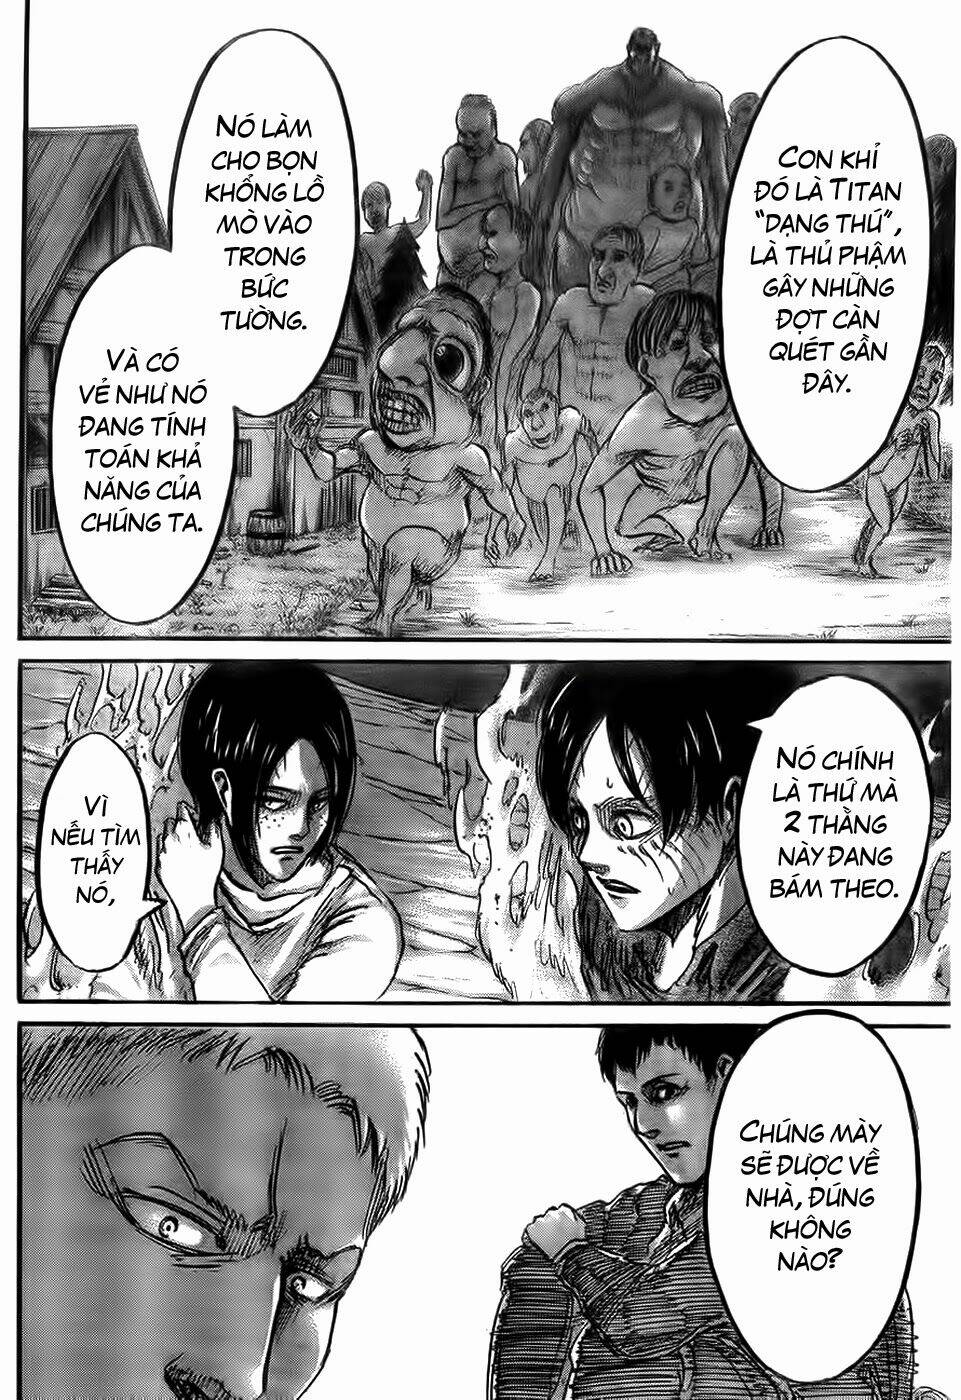 CON KHỈ
ĐÓ LÀ TITAN
"DẠNG THÚ",
LÀ THỦ PHẬM
GÂY NHỮNG
ĐỢT CÀN
QUÉT GẦN
ĐÂY.
NÓ LÀM
CHO BỌN
KHỔNG LỒ
MÒ VÀO
TRONG
BỨC
TƯỜNG.
VÀ CÓ
VẺ NHƯ NÓ
ĐANG TÍNH
TOÁN KHẢ
NĂNG CỦA
CHÚNG TA.
NÓ CHÍNH
LÀ THỨ MÀ
2 THẰNG
NÀY ĐANG
BÁM THEO.
VÌ
NẾU TÌM
THẤY
NÓ,
CHÚNG MÀY
SẼ ĐƯỢC VỀ
NHÀ, ĐÚNG
KHÔNG
NÀO?